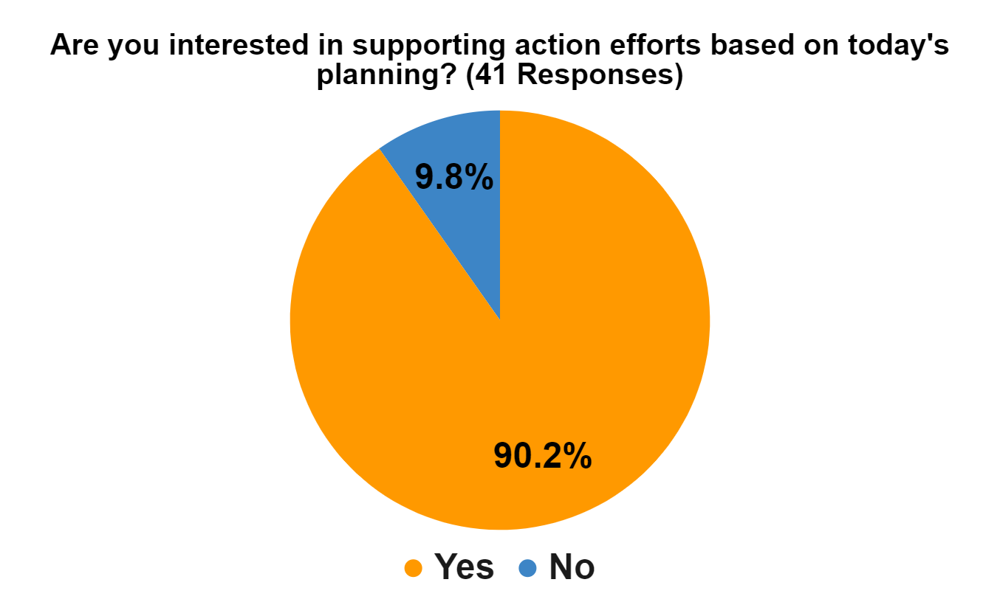 Are you interested in supporting action efforts based on today's
planning? (41 Responses)
9.8%
90.2%
Yes No